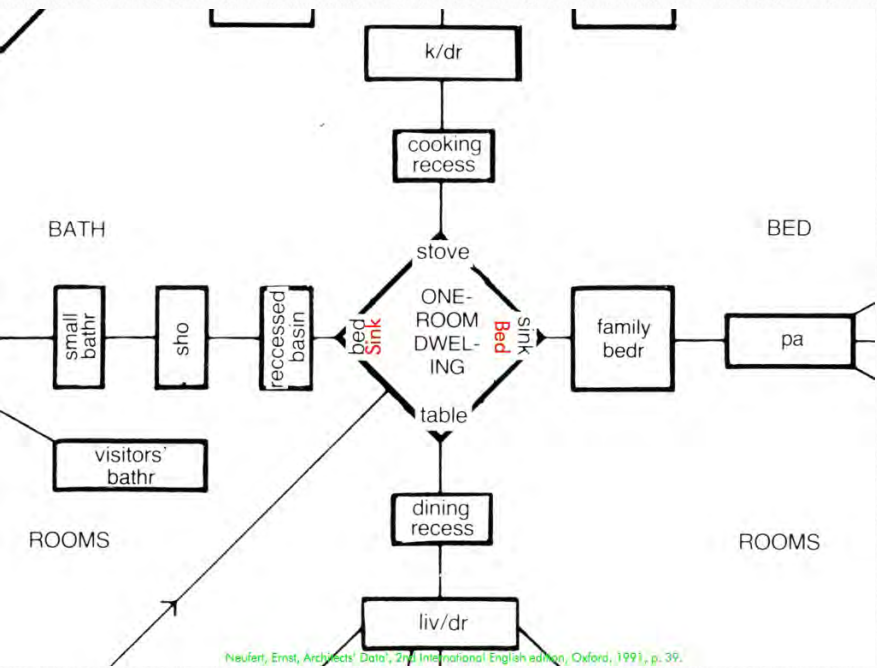 k/dr
cooking
recess
BATH
BED
stove
small
bathr
sho
reccessed
basin
bed
Sink
ONE-
ROOM
DWEL-
ING
Bed
sink
family
bedr
pa
table
visitors'
bathr
dining
recess
ROOMS
ROOMS
liv/dr
Neufert, Ernst, Architects' Data', 2nd International English edition, Oxford, 1991, p. 39.